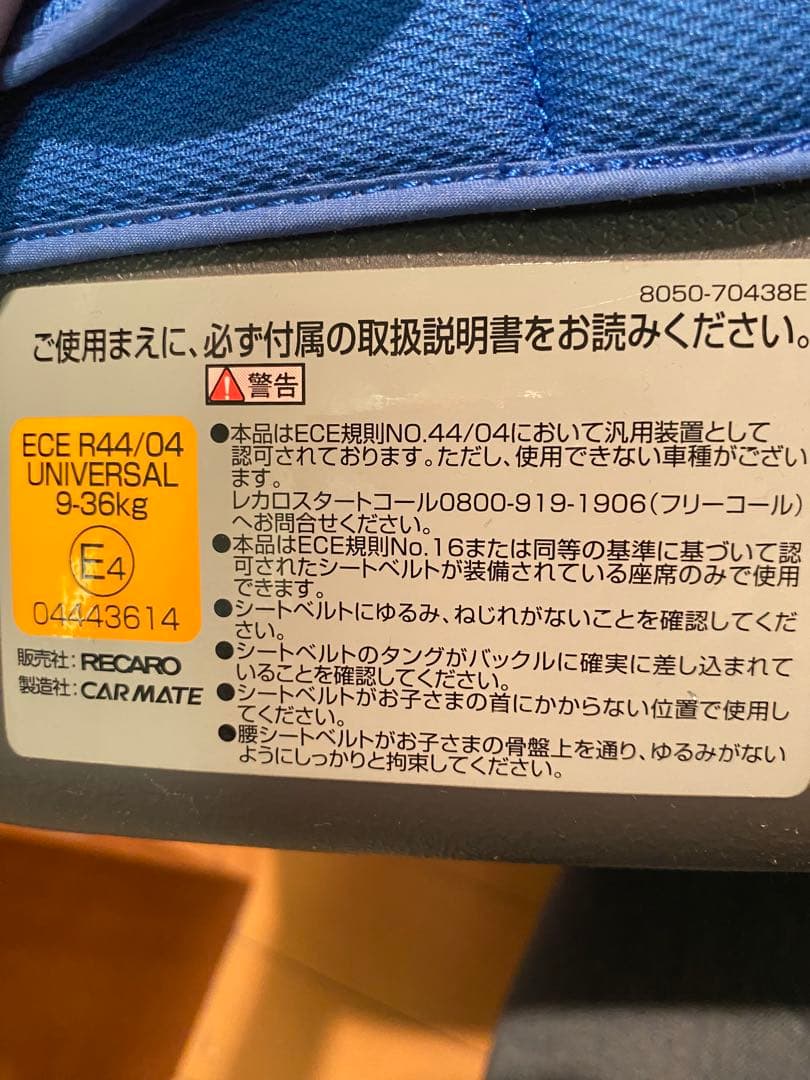 8050-70438E
ご使用まえに、必ず付属の取扱説明書をお読みください。
警告
ECE R44/04
UNIVERSAL
9-36kg
E4
04443614
販売社：RECARO
製造社：CAR MATE
●本品はECE規則NO.44/04において汎用装置として
認可されております。ただし、使用できない車種がござい
ます。
レカロスタートコール0800-919-1906（フリーコール）
へお問合せください。
●本品はECE規則No.16または同等の基準に基づいて認
可されたシートベルトが装備されている座席のみで使用
できます。
●シートベルトにゆるみ、ねじれがないことを確認してくだ
さい。
●シートベルトのタングがバックルに確実に差し込まれて
いることを確認してください。
●シートベルトがお子さまの首にかからない位置で使用し
てください。
●腰シートベルトがお子さまの骨盤上を通り、ゆるみがない
ようにしっかりと拘束してください。